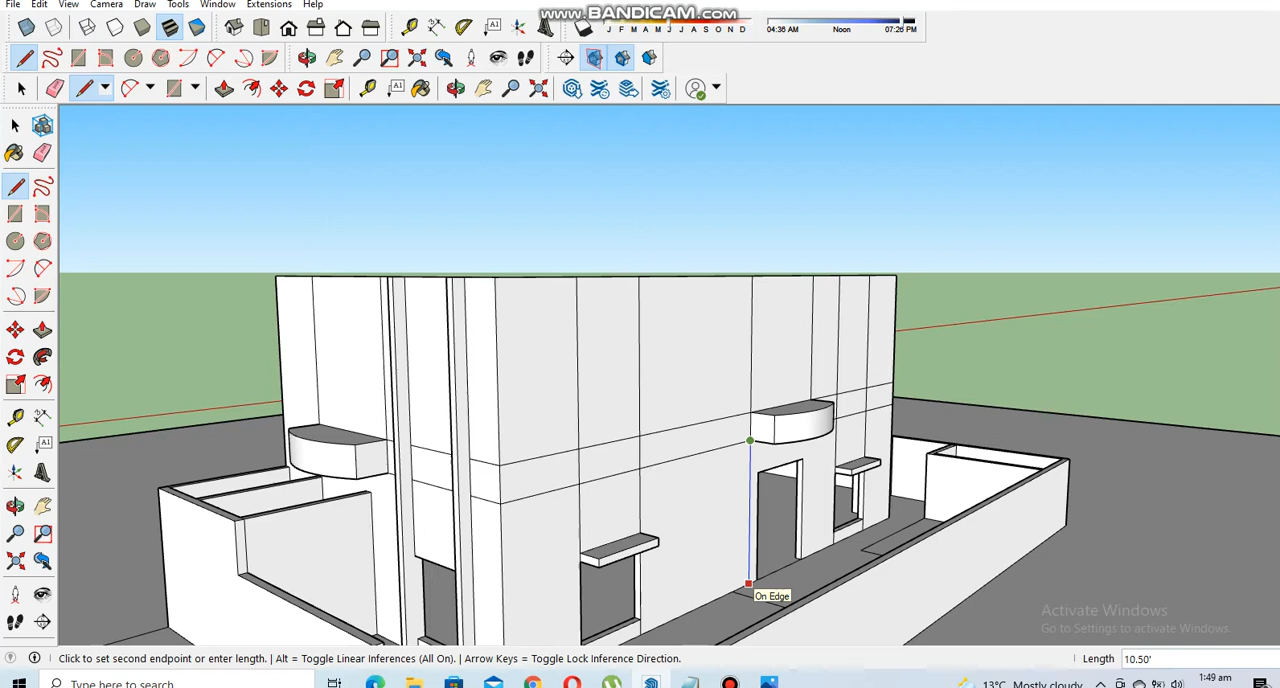 File Edit View Camera Draw Tools Window Extensions Help
www.BANDICAM.com
J F M A M J J A S O N D
04:36 AM Noon 07:26 PM
A1
A1
A1
On Edge
Activate Windows
Go to Settings to activate Windows.
Click to set second endpoint or enter length. | Alt = Toggle Linear Inferences (All On). | Arrow Keys = Toggle Lock Inference Direction.
Length 10.50'
Type here to search
13°C Mostly cloudy
1:49 am